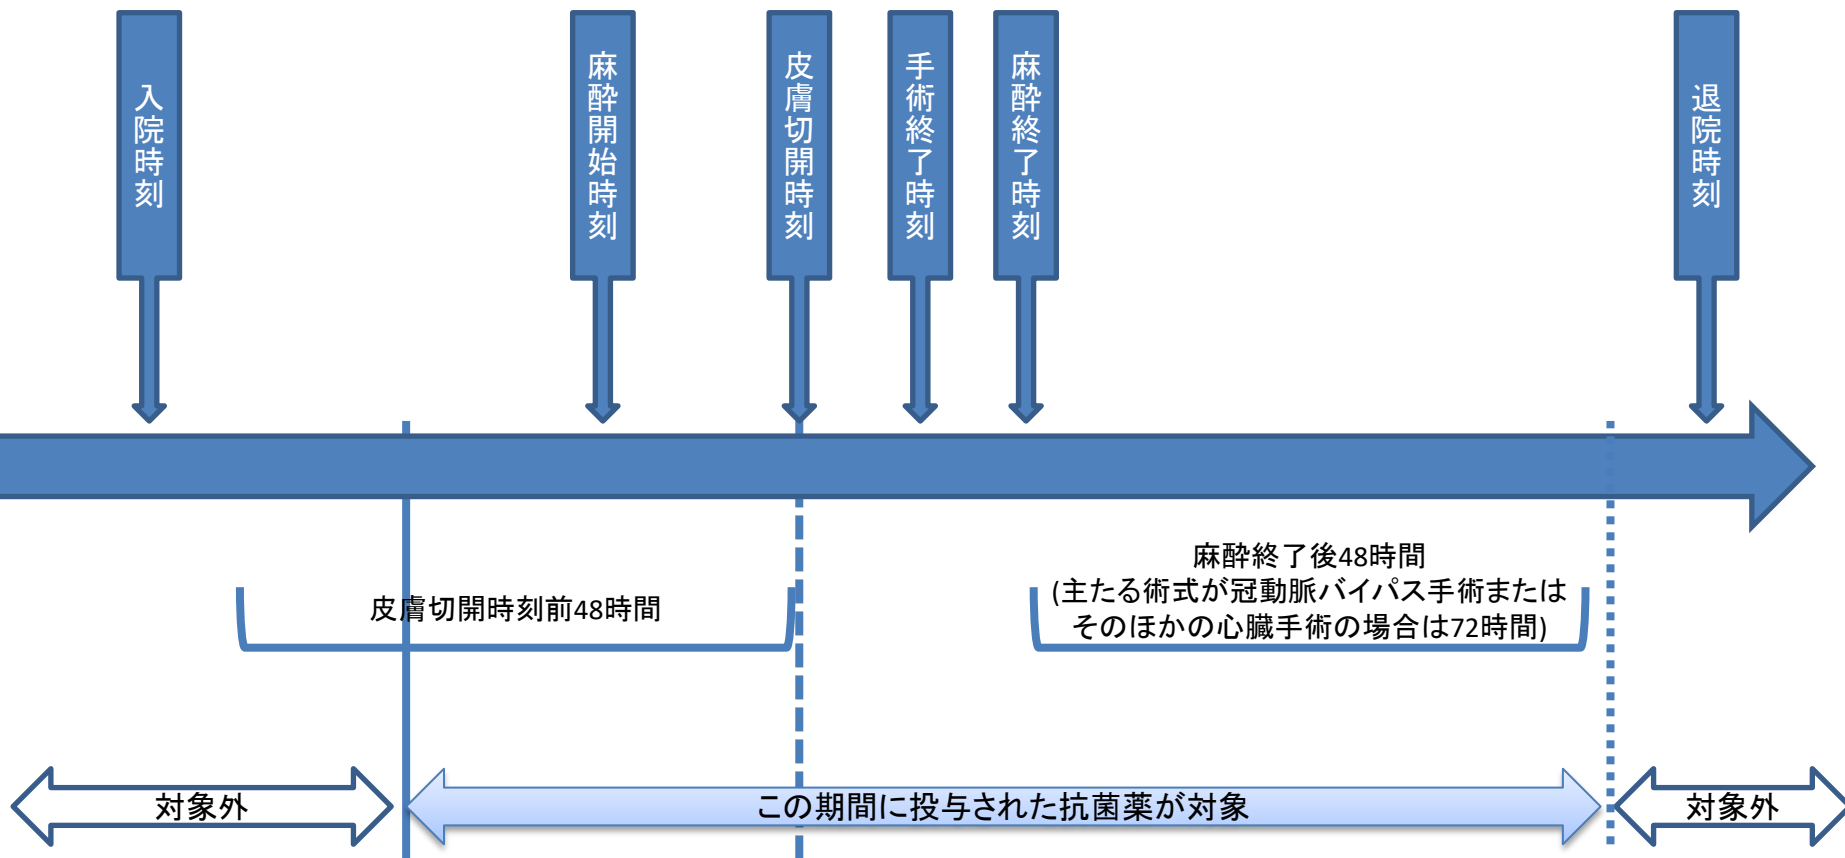 入院時刻
麻酔開始時刻
皮膚切開時刻
手術終了時刻
麻酔終了時刻
退院時刻
麻酔終了後48時間
(主たる術式が冠動脈バイパス手術または
そのほかの心臓手術の場合は72時間)
皮膚切開時刻前48時間
対象外
この期間に投与された抗菌薬が対象
対象外